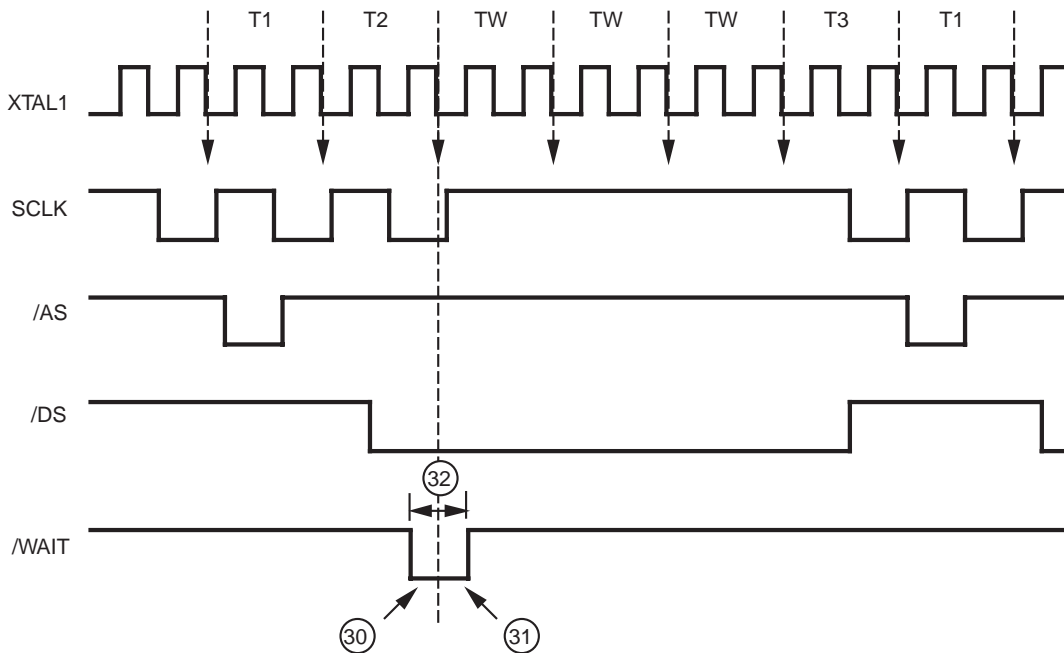 T1 T2 TW TW TW T3 T1
XTAL1
SCLK
/AS
/DS
32
/WAIT
30 31